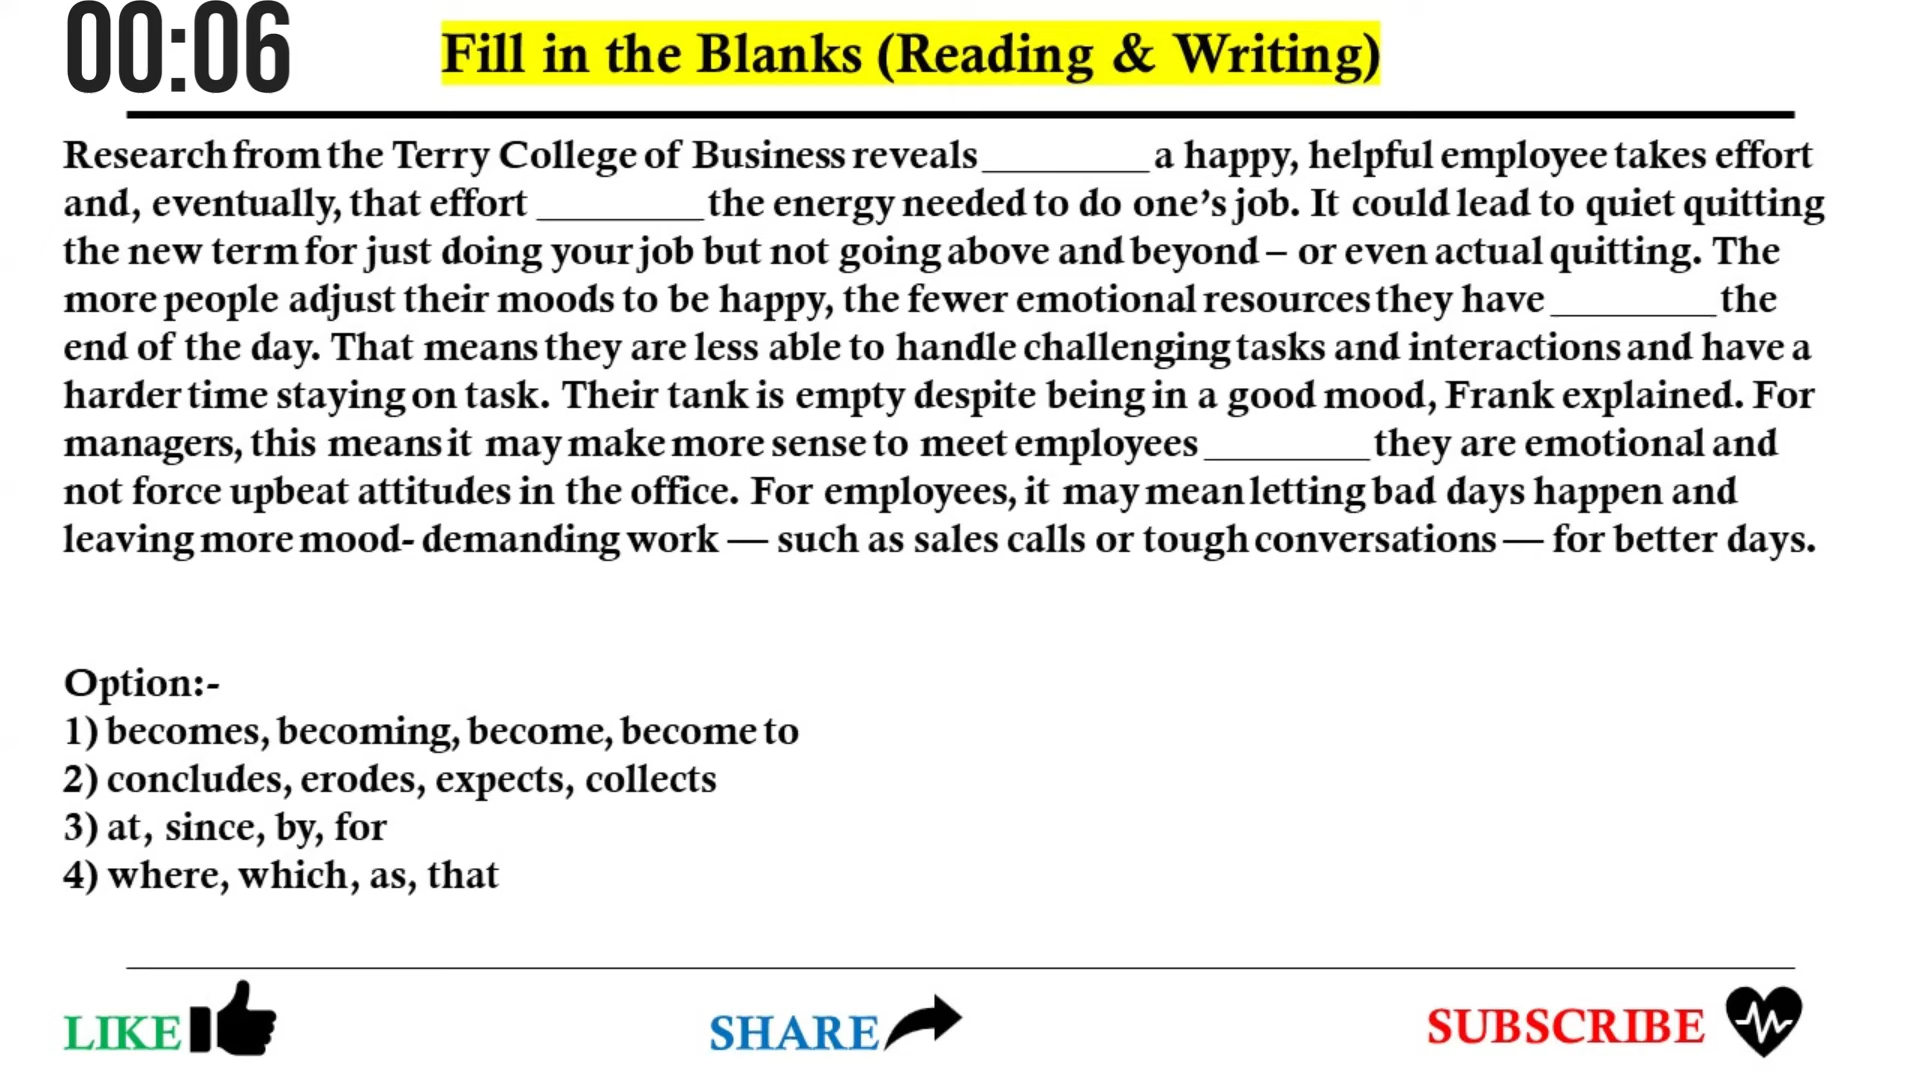 00:06
Fill in the Blanks (Reading & Writing)
Research from the Terry College of Business reveals________a happy, helpful employee takes effort
and, eventually, that effort ________the energy needed to do one’s job. It could lead to quiet quitting
the new term for just doing your job but not going above and beyond – or even actual quitting. The
more people adjust their moods to be happy, the fewer emotional resources they have ________the
end of the day. That means they are less able to handle challenging tasks and interactions and have a
harder time staying on task. Their tank is empty despite being in a good mood, Frank explained. For
managers, this means it may make more sense to meet employees ________they are emotional and
not force upbeat attitudes in the office. For employees, it may mean letting bad days happen and
leaving more mood- demanding work — such as sales calls or tough conversations — for better days.
Option:-
1) becomes, becoming, become, become to
2) concludes, erodes, expects, collects
3) at, since, by, for
4) where, which, as, that
LIKE SHARE SUBSCRIBE